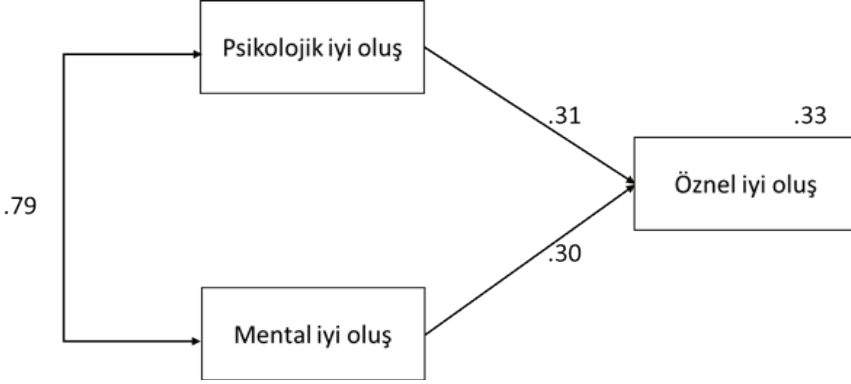 Psikolojik iyi oluş
.31
.33
Öznel iyi oluş
.79
.30
Mental iyi oluş